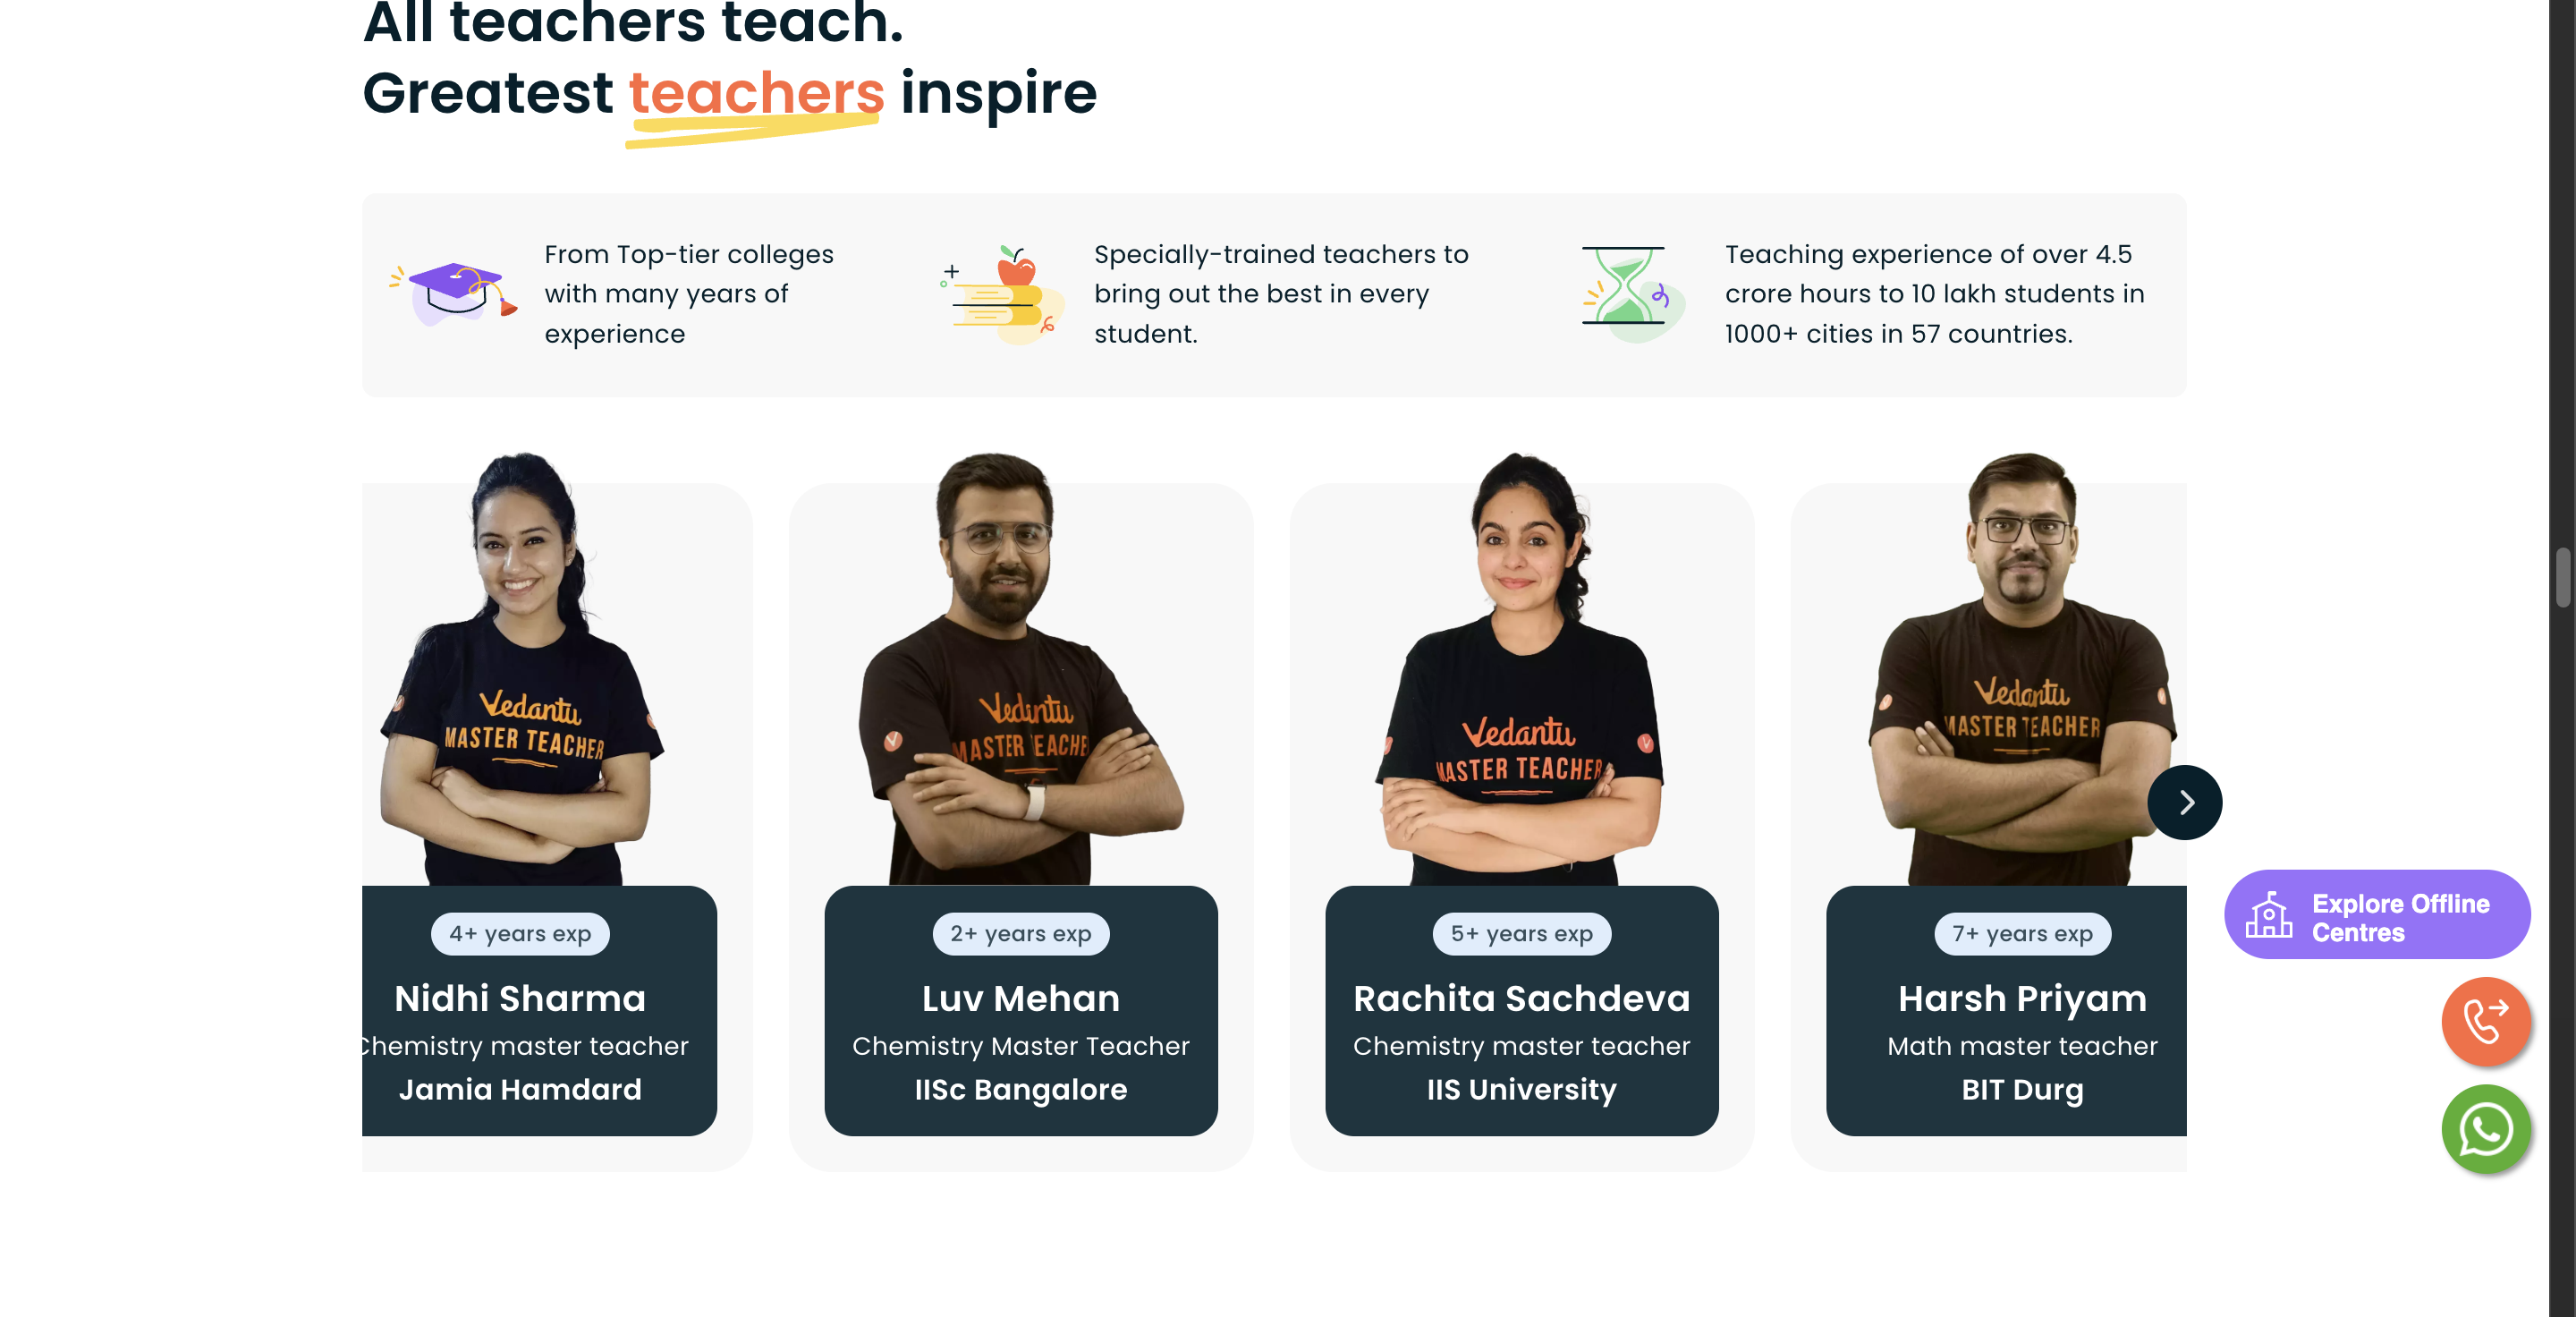 All teachers teach.
Greatest teachers inspire
From Top-tier colleges
with many years of
experience
Specially-trained teachers to
bring out the best in every
student.
Teaching experience of over 4.5
crore hours to 10 lakh students in
1000+ cities in 57 countries.
Vedantu
MASTER TEACHER
4+ years exp
Nidhi Sharma
Chemistry master teacher
Jamia Hamdard
Vedantu
MASTER TEACHE
2+ years exp
Luv Mehan
Chemistry Master Teacher
IISc Bangalore
Vedantu
MASTER TEACHER
5+ years exp
Rachita Sachdeva
Chemistry master teacher
IIS University
Vedantu
MASTER TEACHER
7+ years exp
Harsh Priyam
Math master teacher
BIT Durg
Explore Offline
Centres